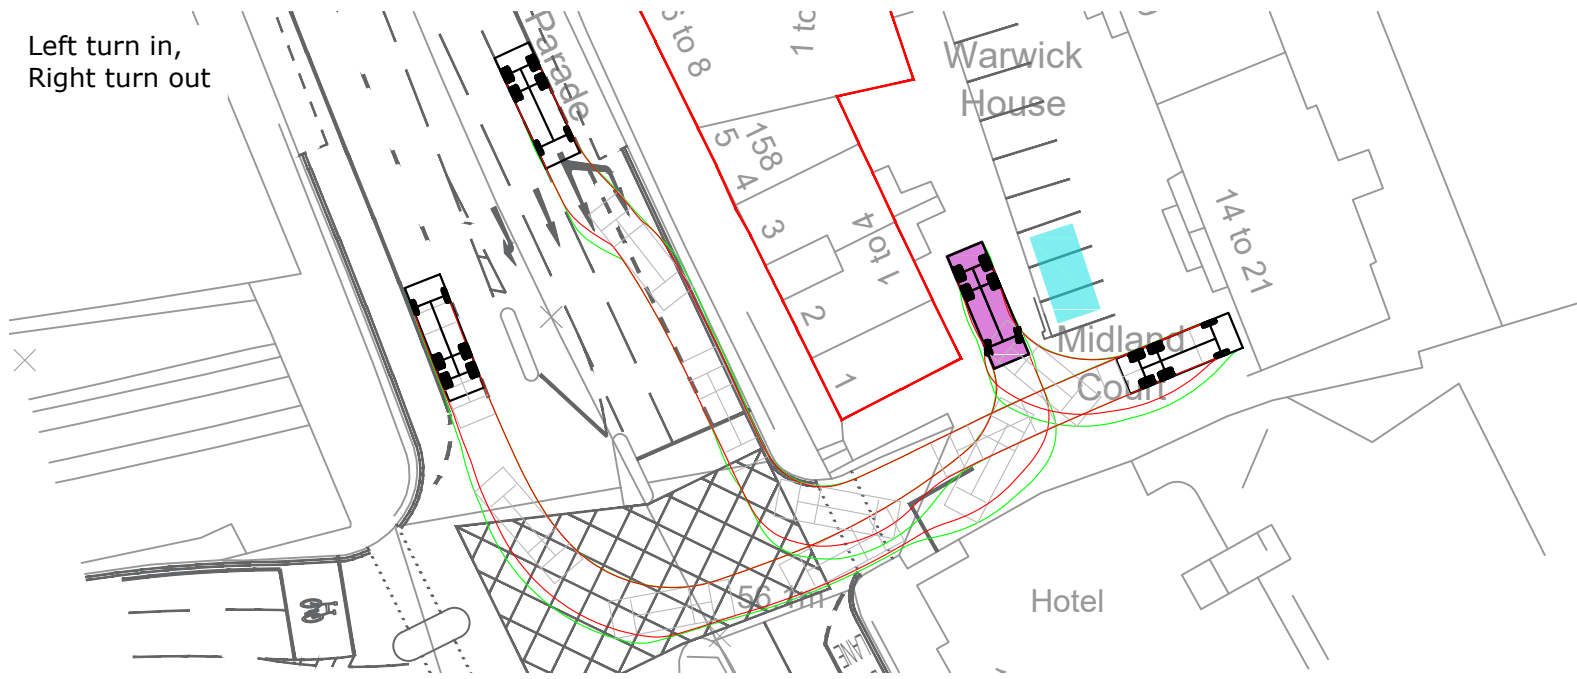 Left turn in,
Right turn out
Parade
5 to 8
1 to
Warwick
House
158
5
4
3
2
1
1 to 4
14 to 21
Midland
Court
56.1m
Hotel
LANE